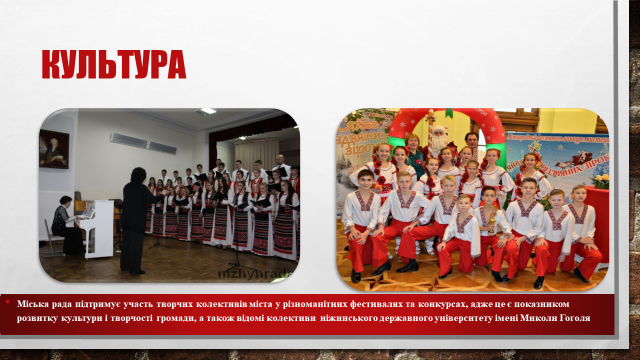 КУЛЬТУРА
mzhyhrada
• Міська рада підтримує участь творчих колективів міста у різноманітних фестивалях та конкурсах, адже це є показником
розвитку культури і творчості громади, а також відомі колективи ніжинського державного університету імені Миколи Гоголя